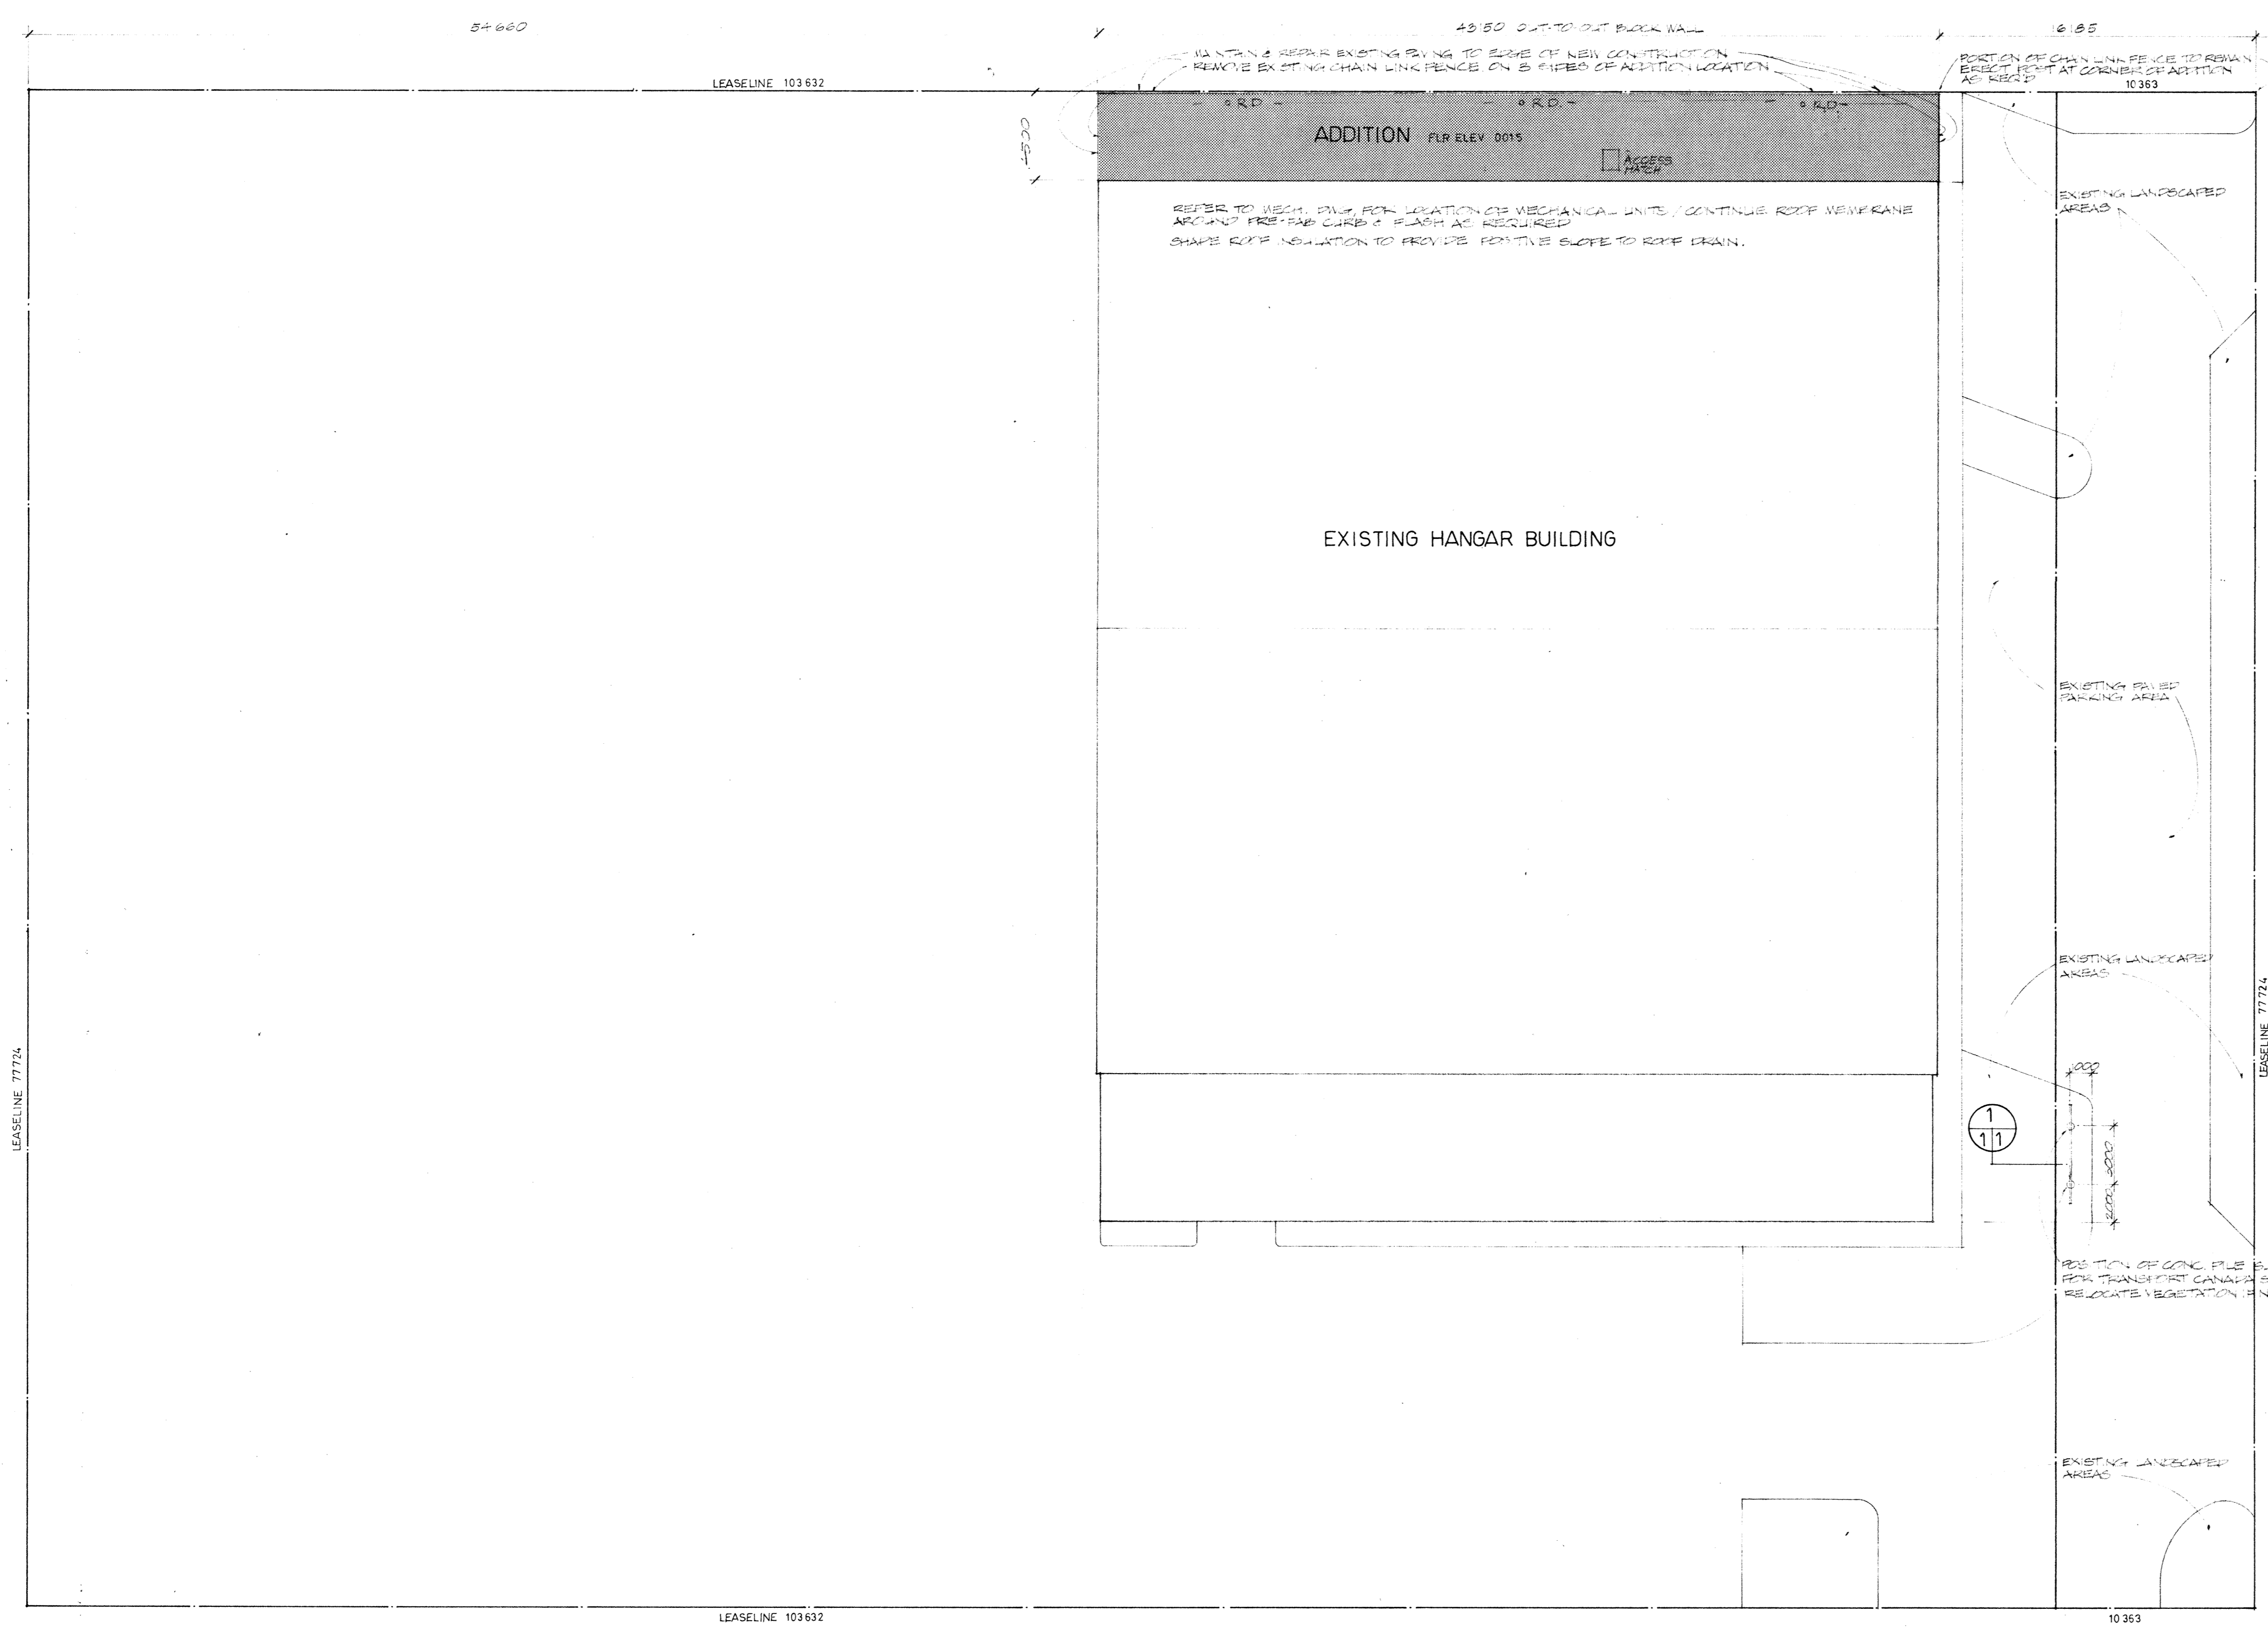 54660
43150 OUT-TO-OUT BLOCK WALL
16185
MAINTAIN & REPAIR EXISTING PAVING TO EDGE OF NEW CONSTRUCTION
REMOVE EXISTING CHAIN LINK FENCE ON 3 SIDES OF ADDITION LOCATION
PORTION OF CHAIN LINK FENCE TO REMAIN
ERECT POST AT CORNER OF ADDITION
AS REQ'D
LEASELINE 103632
10363
R.D.
R.D.
R.D.
4500
ADDITION FLR ELEV 0015
ACCESS
HATCH
REFER TO MECH. DWG. FOR LOCATION OF MECHANICAL UNITS / CONTINUE ROOF MEMBRANE
AROUND PRE-FAB CURB & FLASH AS REQUIRED
SHAPE ROOF INSULATION TO PROVIDE POSITIVE SLOPE TO ROOF DRAIN.
EXISTING LANDSCAPED
AREAS
EXISTING HANGAR BUILDING
EXISTING PAVED
PARKING AREA
EXISTING LANDSCAPED
AREAS
LEASELINE 77724
LEASELINE 77724
1000
1
1 1
3000
2000
POSITION OF CONC. PILE
FOR TRANSPORT CANADA
RELOCATE VEGETATION
EXISTING LANDSCAPED
AREAS
LEASELINE 103632
10363